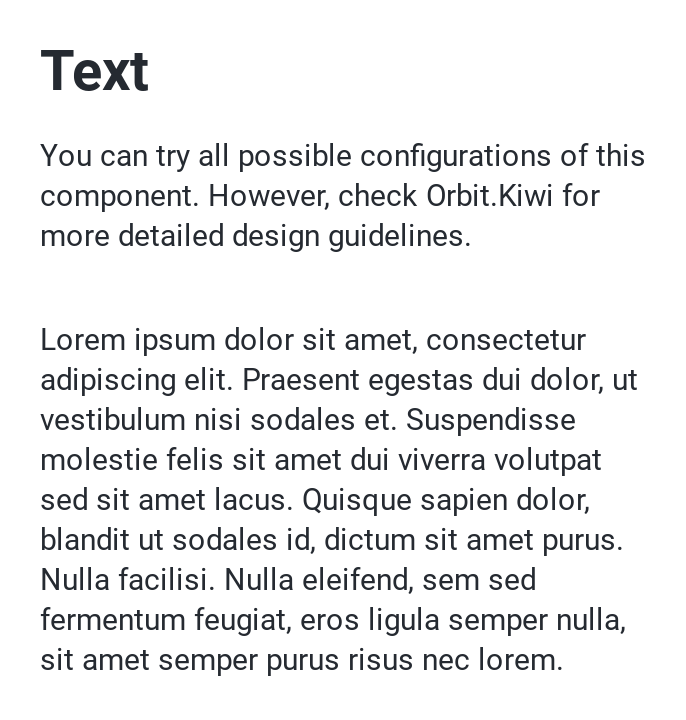 Text
You can try all possible configurations of this
component. However, check Orbit.Kiwi for
more detailed design guidelines.
Lorem ipsum dolor sit amet, consectetur
adipiscing elit. Praesent egestas dui dolor, ut
vestibulum nisi sodales et. Suspendisse
molestie felis sit amet dui viverra volutpat
sed sit amet lacus. Quisque sapien dolor,
blandit ut sodales id, dictum sit amet purus.
Nulla facilisi. Nulla eleifend, sem sed
fermentum feugiat, eros ligula semper nulla,
sit amet semper purus risus nec lorem.